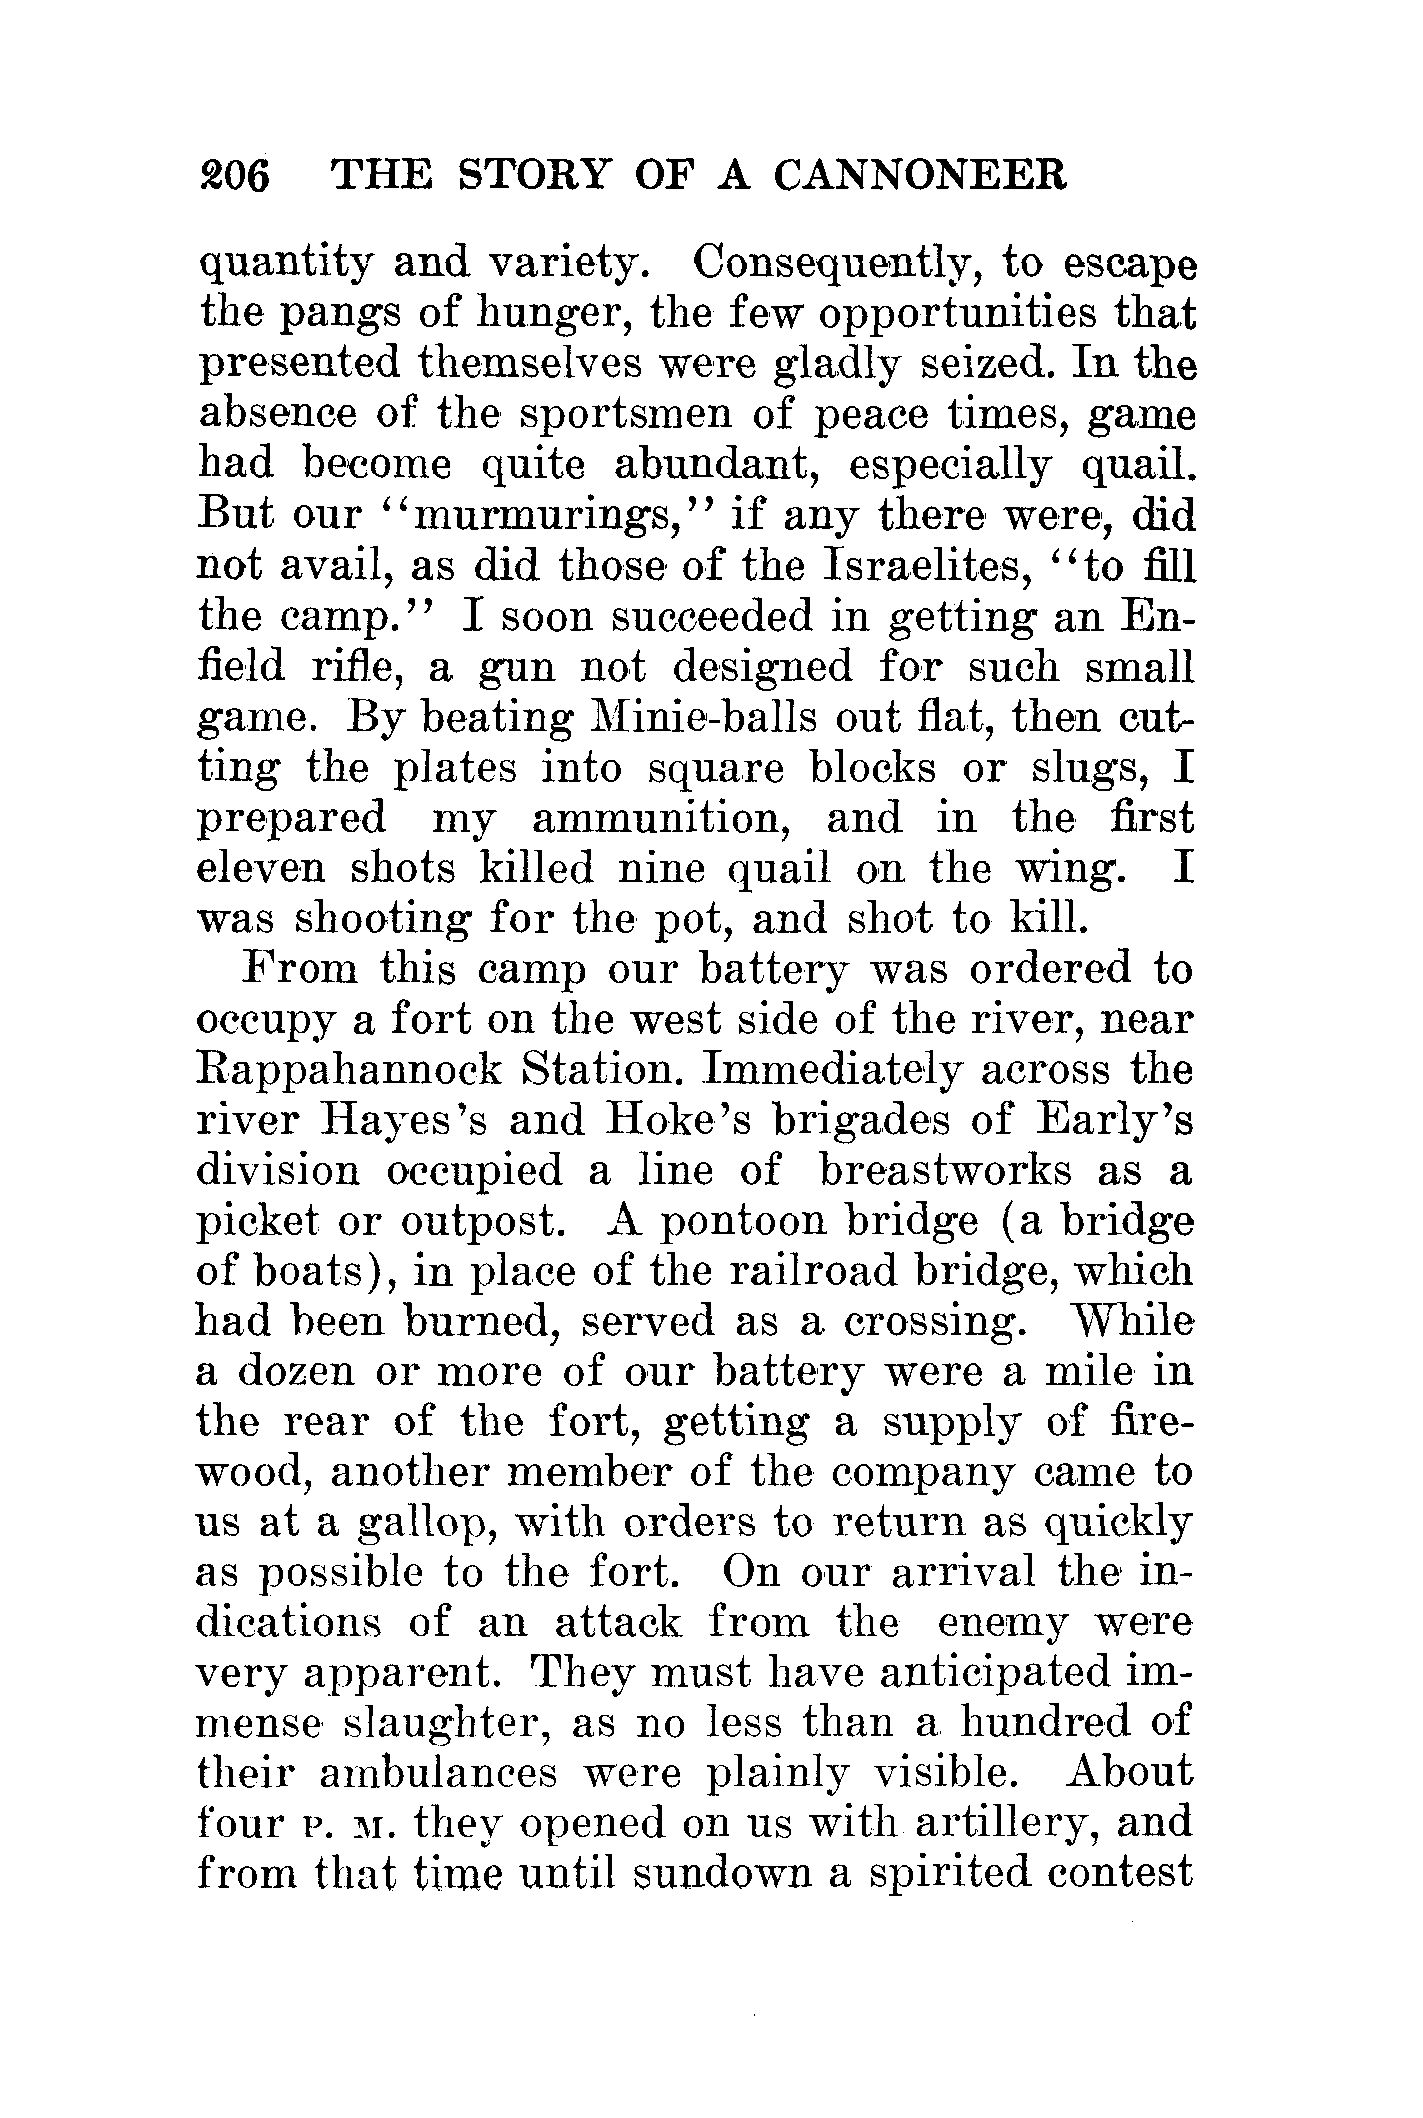 206 THE STORY OF A CANNONEER
quantity and variety. Consequently, to escape
the pangs of hunger, the few opportunities that
presented themselves were gladly seized. In the
absence of the sportsmen of peace times, game
had become quite abundant, especially quail.
But our ‘‘murmurings,’’ if any there were, did
not avail, as did those of the Israelites, ‘‘to fill
the camp.’’ I soon succeeded in getting an En-
field rifle, a gun not designed for such small
game. By beating Minie-balls out flat, then cut-
ting the plates into square blocks or slugs, I
prepared my ammunition, and in the first
eleven shots killed nine quail on the wing. I
was shooting for the pot, and shot to kill.
From this camp our battery was ordered to
occupy a fort on the west side of the river, near
Rappahannock Station. Immediately across the
river Hayes’s and Hoke’s brigades of Early’s
division occupied a line of breastworks as a
picket or outpost. A pontoon bridge (a bridge
of boats), in place of the railroad bridge, which
had been burned, served as a crossing. While
a dozen or more of our battery were a mile in
the rear of the fort, getting a supply of fire-
wood, another member of the company came to
us at a gallop, with orders to return as quickly
as possible to the fort. On our arrival the in-
dications of an attack from the enemy were
very apparent. They must have anticipated im-
mense slaughter, as no less than a hundred of
their ambulances were plainly visible. About
four P. M. they opened on us with artillery, and
from that time until sundown a spirited contest